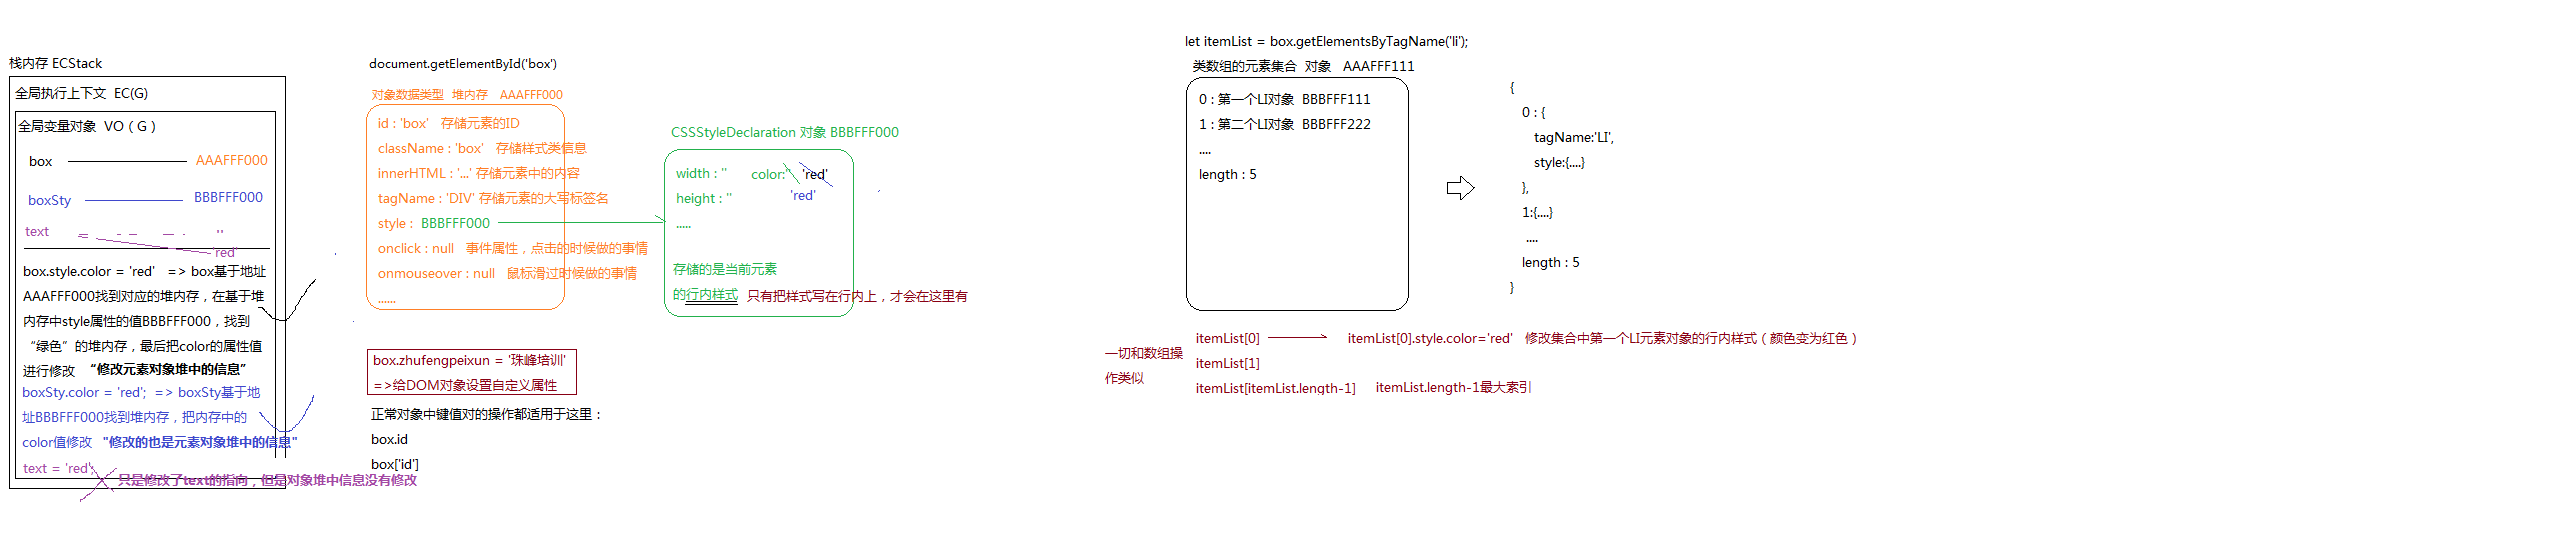 栈内存 ECStack
全局执行上下文 EC(G)
全局变量对象 VO（G）
box AAAFFF000
boxSty BBBFFF000
text ''
'red'
box.style.color = 'red' => box基于地址
AAAFFF000找到对应的堆内存，在基于堆
内存中style属性的值BBBFFF000，找到
“绿色”的堆内存，最后把color的属性值
进行修改 “修改元素对象堆中的信息”
boxSty.color = 'red'; => boxSty基于地
址BBBFFF000找到堆内存，把内存中的
color值修改 "修改的也是元素对象堆中的信息"
text = 'red';
只是修改了text的指向，但是对象堆中信息没有修改
document.getElementById('box')
对象数据类型 堆内存 AAAFFF000
id : 'box' 存储元素的ID
className : 'box' 存储样式类信息
innerHTML : '...' 存储元素中的内容
tagName : 'DIV' 存储元素的大写标签名
style : BBBFFF000
onclick : null 事件属性，点击的时候做的事情
onmouseover : null 鼠标滑过时候做的事情
......
box.zhufengpeixun = '珠峰培训'
=>给DOM对象设置自定义属性
正常对象中键值对的操作都适用于这里：
box.id
box['id']
CSSStyleDeclaration 对象 BBBFFF000
width : '' color:'' 'red'
height : '' 'red'
.....
存储的是当前元素
的行内样式 只有把样式写在行内上，才会在这里有
let itemList = box.getElementsByTagName('li');
类数组的元素集合 对象 AAAFFF111
0 : 第一个LI对象 BBBFFF111
1 : 第二个LI对象 BBBFFF222
....
length : 5
{
0 : {
tagName:'LI',
style:{....}
},
1:{....}
....
length : 5
}
一切和数组操
作类似
itemList[0] itemList[0].style.color='red' 修改集合中第一个LI元素对象的行内样式（颜色变为红色）
itemList[1]
itemList[itemList.length-1] itemList.length-1最大索引